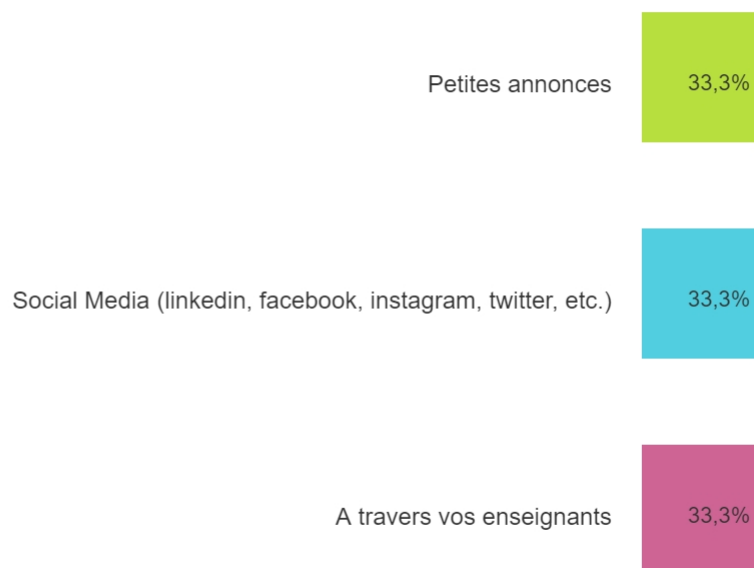 Petites annonces 33,3%
Social Media (linkedin, facebook, instagram, twitter, etc.) 33,3%
A travers vos enseignants 33,3%